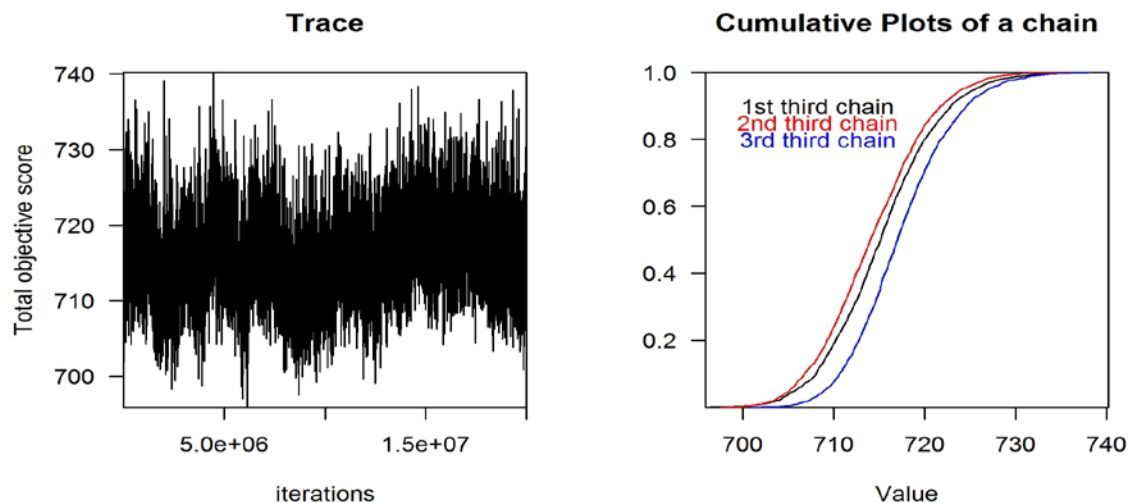 Trace
740
730
720
710
700
Total objective score
5.0e+06
1.5e+07
iterations
Cumulative Plots of a chain
1.0
0.8
0.6
0.4
0.2
1st third chain
2nd third chain
3rd third chain
700
710
720
730
740
Value